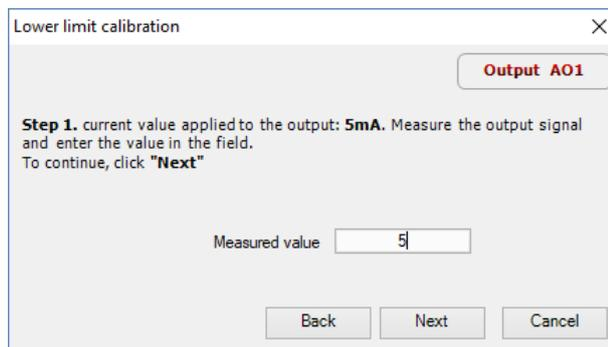 Lower limit calibration
Output AO1
Step 1. current value applied to the output: 5mA. Measure the output signal
and enter the value in the field.
To continue, click "Next"
Measured value 5
Back Next Cancel